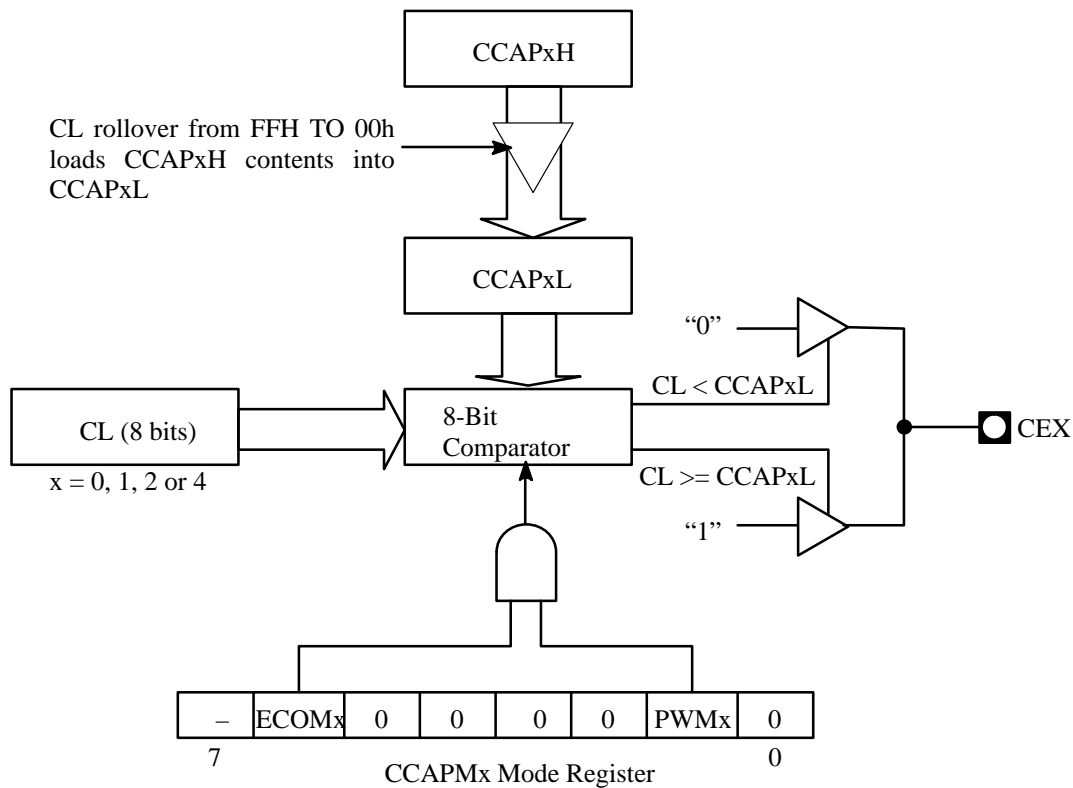 CCAPxH
CL rollover from FFH TO 00h
loads CCAPxH contents into
CCAPxL
CCAPxL
“0”
CL < CCAPxL
CL (8 bits)
8-Bit
Comparator
CEX
x = 0, 1, 2 or 4
CL >= CCAPxL
“1”
– ECOMx 0 0 0 0 PWMx 0
7 0
CCAPMx Mode Register